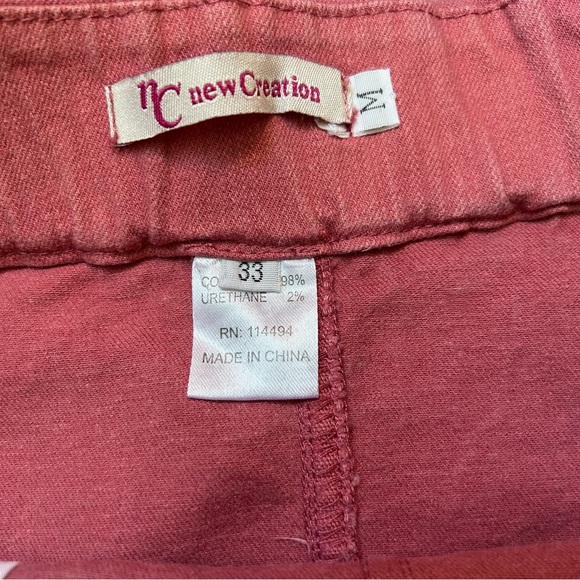 nC new Creation
M
33
CO 98%
URETHANE 2%
RN: 114494
MADE IN CHINA